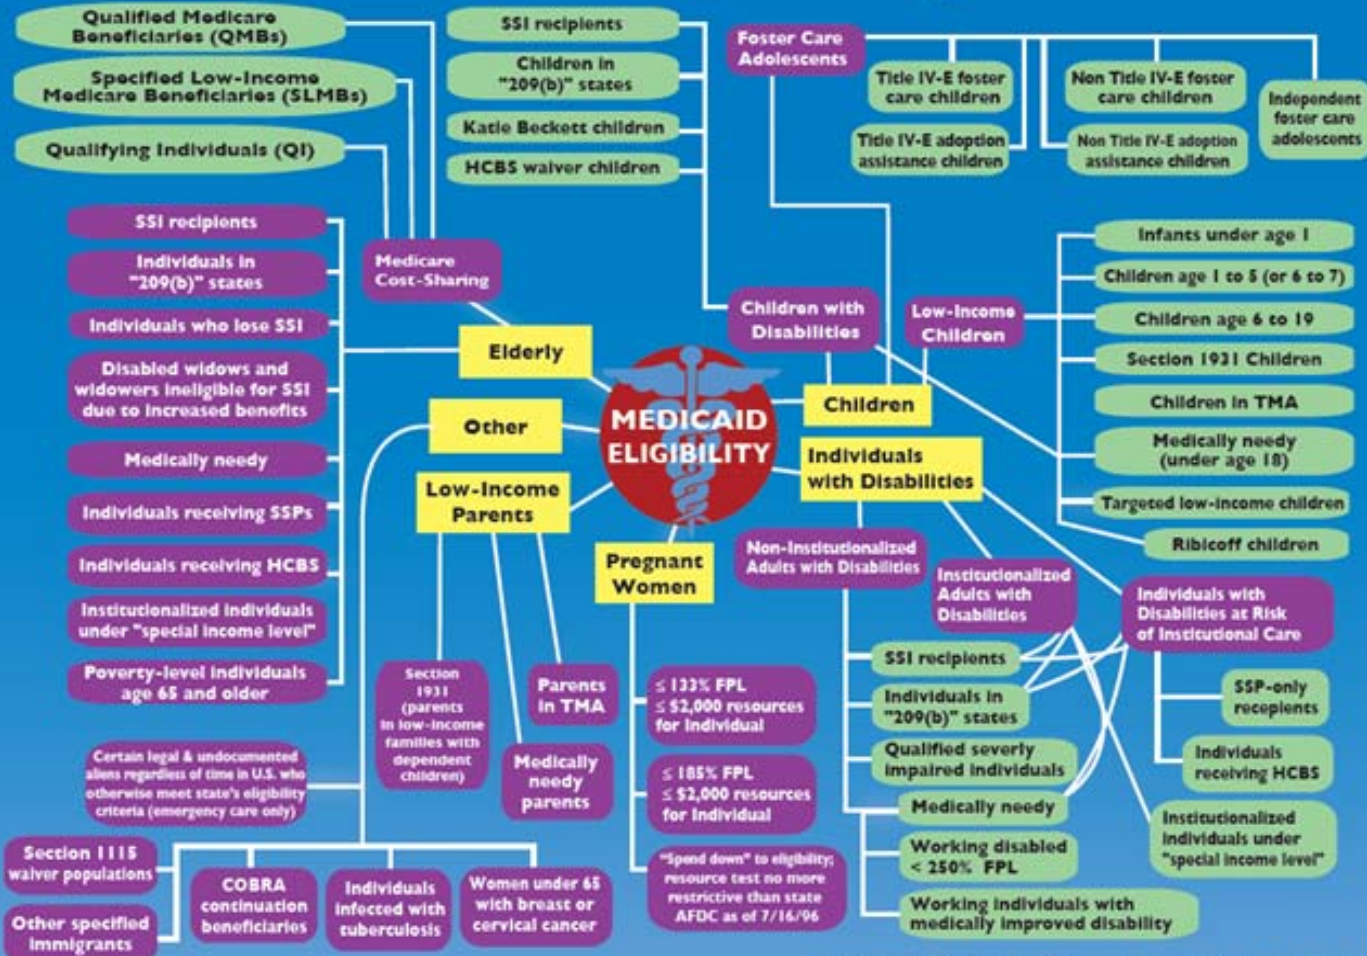 Qualified Medicare
Beneficiaries (QMBs)
Specified Low-Income
Medicare Beneficiaries (SLMBs)
Qualifying Individuals (QI)
SSI recipients
Children in
"209(b)" states
Katie Beckett children
HCBS waiver children
Foster Care
Adolescents
Title IV-E foster
care children
Title IV-E adoption
assistance children
Non Title IV-E foster
care children
Non Title IV-E adoption
assistance children
Independent
foster care
adolescents
SSI recipients
Individuals in
"209(b)" states
Individuals who lose SSI
Disabled widows and
widowers ineligible for SSI
due to increased benefits
Medically needy
Individuals receiving SSPs
Individuals receiving HCBS
Institutionalized individuals
under "special income level"
Poverty-level individuals
age 65 and older
Medicare
Cost-Sharing
Elderly
Other
Low-Income
Parents
MEDICAID
ELIGIBILITY
Pregnant
Women
Children with
Disabilities
Low-Income
Children
Children
Individuals
with Disabilities
Infants under age 1
Children age 1 to 5 (or 6 to 7)
Children age 6 to 19
Section 1931 Children
Children in TMA
Medically needy
(under age 18)
Targeted low-income children
Ribicoff children
Non-Institutionalized
Adults with Disabilities
Institutionalized
Adults with
Disabilities
Individuals with
Disabilities at Risk
of Institutional Care
SSI recipients
Individuals in
"209(b)" states
Qualified severly
impaired individuals
Medically needy
Working disabled
< 250% FPL
Working individuals with
medically improved disability
SSP-only
recepients
Individuals
receiving HCBS
Institutionalized
individuals under
"special income level"
Section
1931
(parents
in low-income
families with
dependent
children)
Parents
in TMA
Medically
needy
parents
≤ 133% FPL
≤ $2,000 resources
for Individual
≤ 185% FPL
≤ $2,000 resources
for Individual
"Spend down" to eligibility;
resource test no more
restrictive than state
AFDC as of 7/16/96
Certain legal & undocumented
aliens regardless of time in U.S. who
otherwise meet state's eligibility
criteria (emergency care only)
Section 1115
waiver populations
Other specified
immigrants
COBRA
continuation
beneficiaries
Individuals
infected with
tuberculosis
Women under 65
with breast or
cervical cancer